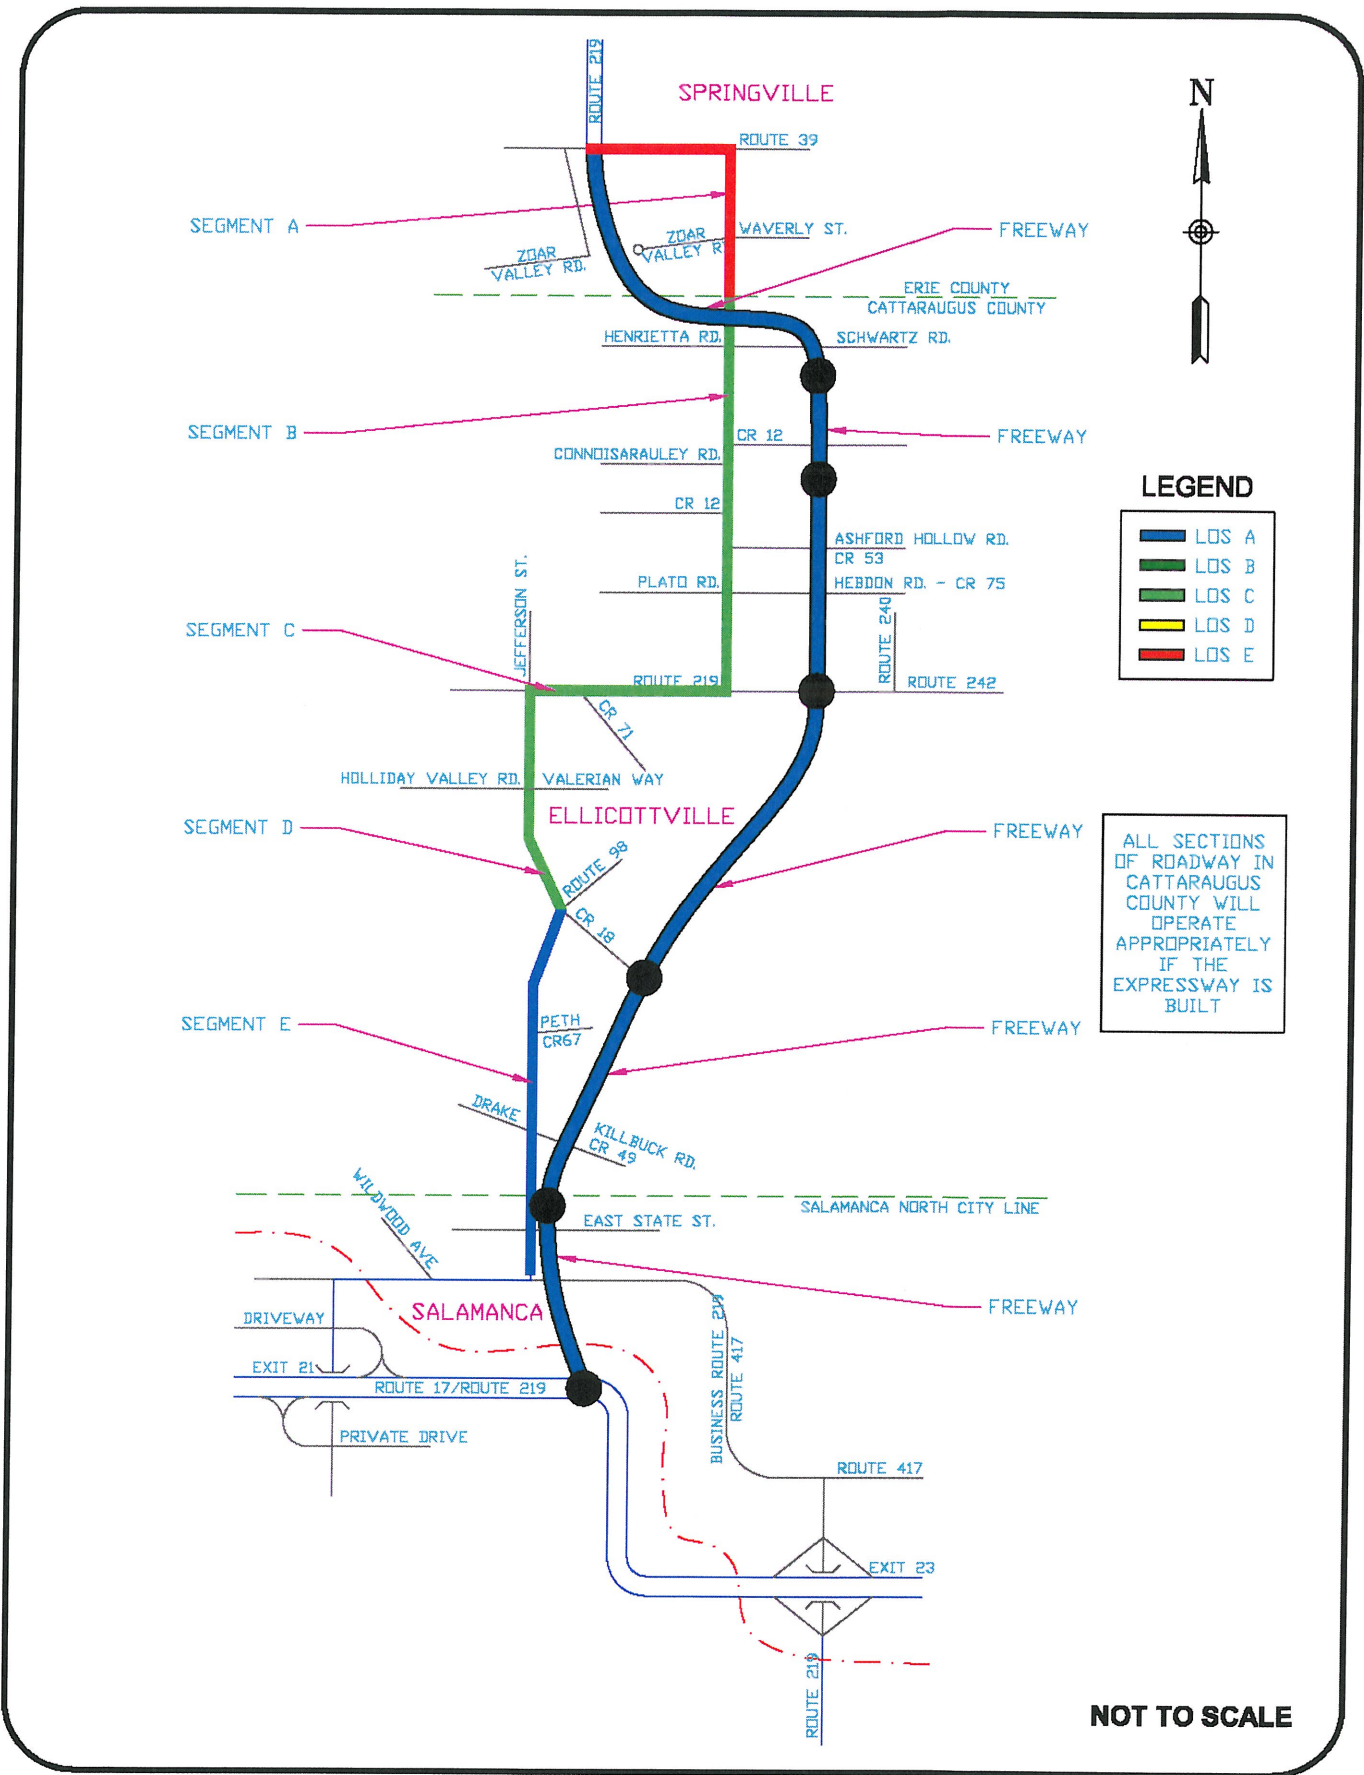 ROUTE 219
SPRINGVILLE
N
ROUTE 39
SEGMENT A
ZOAR
VALLEY RD.
ZOAR
VALLEY R
WAVERLY ST.
FREEWAY
ERIE COUNTY
CATTARAUGUS COUNTY
HENRIETTA RD.
SCHWARTZ RD.
SEGMENT B
CR 12
FREEWAY
CONNOISARAULEY RD.
CR 12
LEGEND
LOS A
LOS B
LOS C
LOS D
LOS E
ASHFORD HOLLOW RD.
CR 53
PLATO RD.
HEBDON RD. - CR 75
JEFFERSON ST.
SEGMENT C
ROUTE 240
ROUTE 219
ROUTE 242
CR 71
HOLLIDAY VALLEY RD.
VALERIAN WAY
ELLICOTTVILLE
SEGMENT D
FREEWAY
ROUTE 98
CR 18
ALL SECTIONS
OF ROADWAY IN
CATTARAUGUS
COUNTY WILL
OPERATE
APPROPRIATELY
IF THE
EXPRESSWAY IS
BUILT
SEGMENT E
PETH
CR67
FREEWAY
DRAKE
KILLBUCK RD.
CR 49
WILDWOOD AVE
SALAMANCA NORTH CITY LINE
EAST STATE ST.
SALAMANCA
FREEWAY
DRIVEWAY
EXIT 21
ROUTE 17/ROUTE 219
BUSINESS ROUTE 219
ROUTE 417
PRIVATE DRIVE
ROUTE 417
EXIT 23
ROUTE 219
NOT TO SCALE